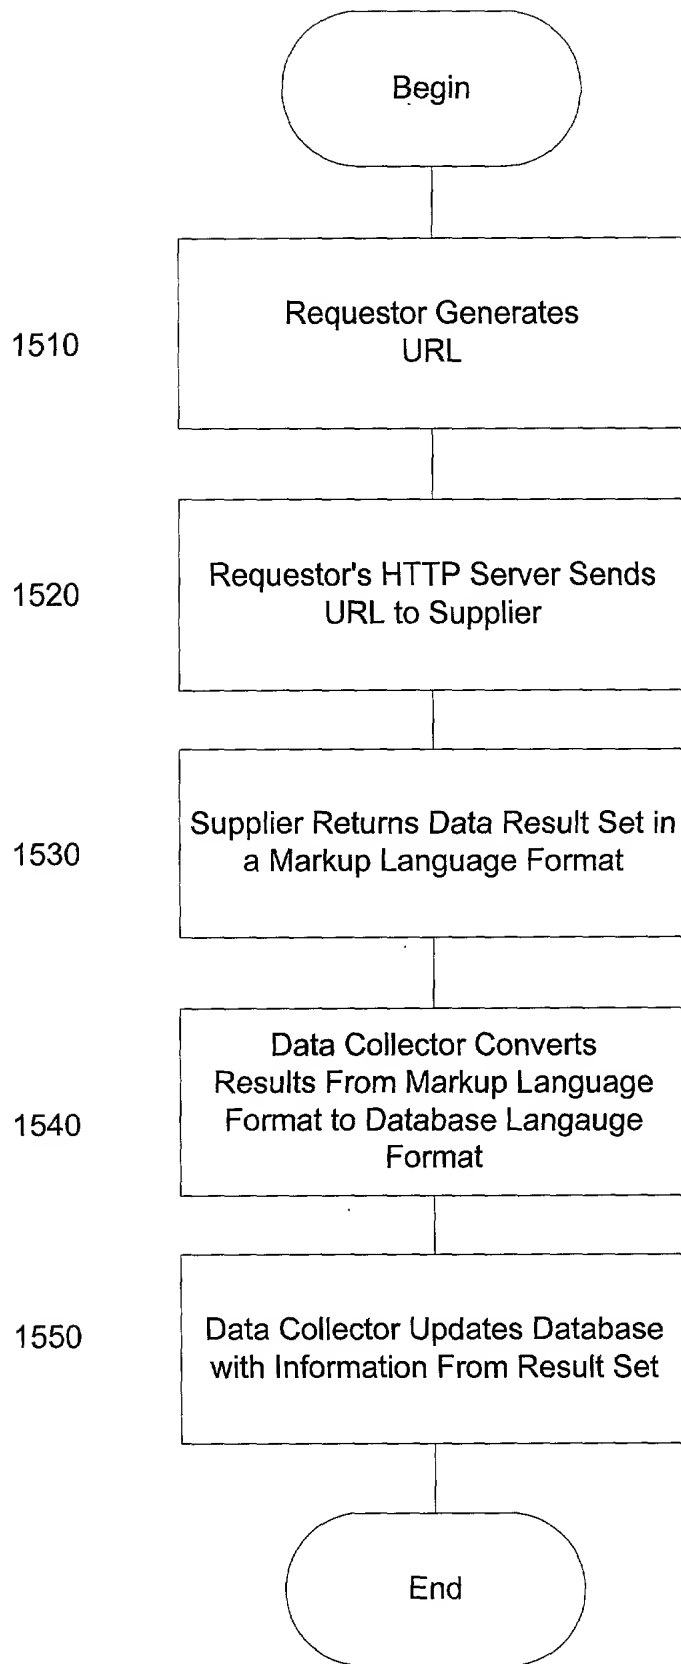 Begin
1510
Requestor Generates
URL
1520
Requestor's HTTP Server Sends
URL to Supplier
1530
Supplier Returns Data Result Set in
a Markup Language Format
1540
Data Collector Converts
Results From Markup Language
Format to Database Langauge
Format
1550
Data Collector Updates Database
with Information From Result Set
End